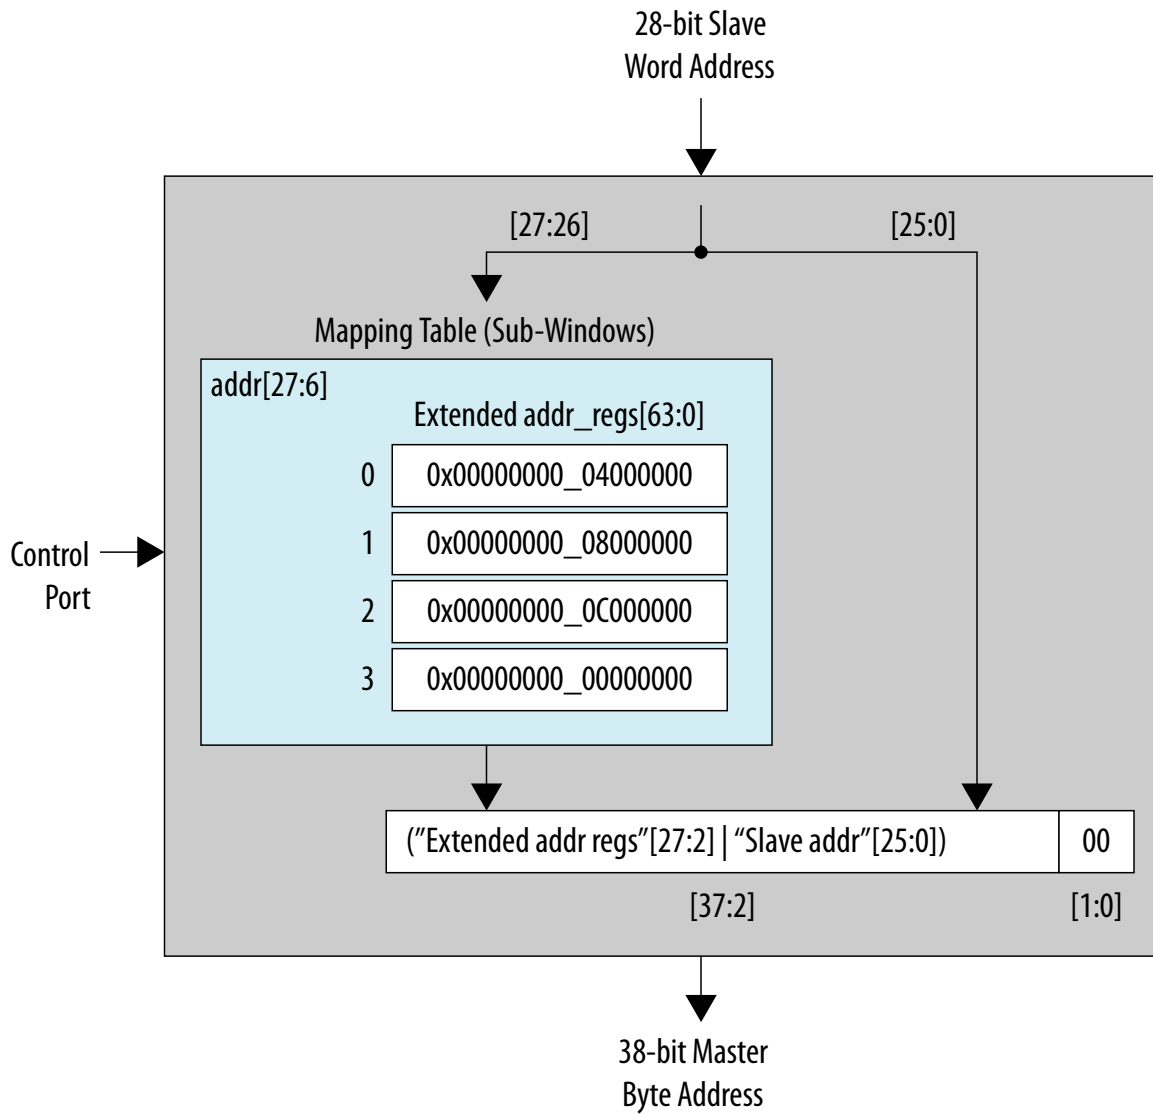 28-bit Slave
Word Address
[27:26]
[25:0]
Mapping Table (Sub-Windows)
addr[27:6]
Extended addr_regs[63:0]
0 0x00000000_04000000
1 0x00000000_08000000
Control
Port
2 0x00000000_0C000000
3 0x00000000_00000000
(”Extended addr regs”[27:2] | “Slave addr”[25:0]) 00
[37:2] [1:0]
38-bit Master
Byte Address